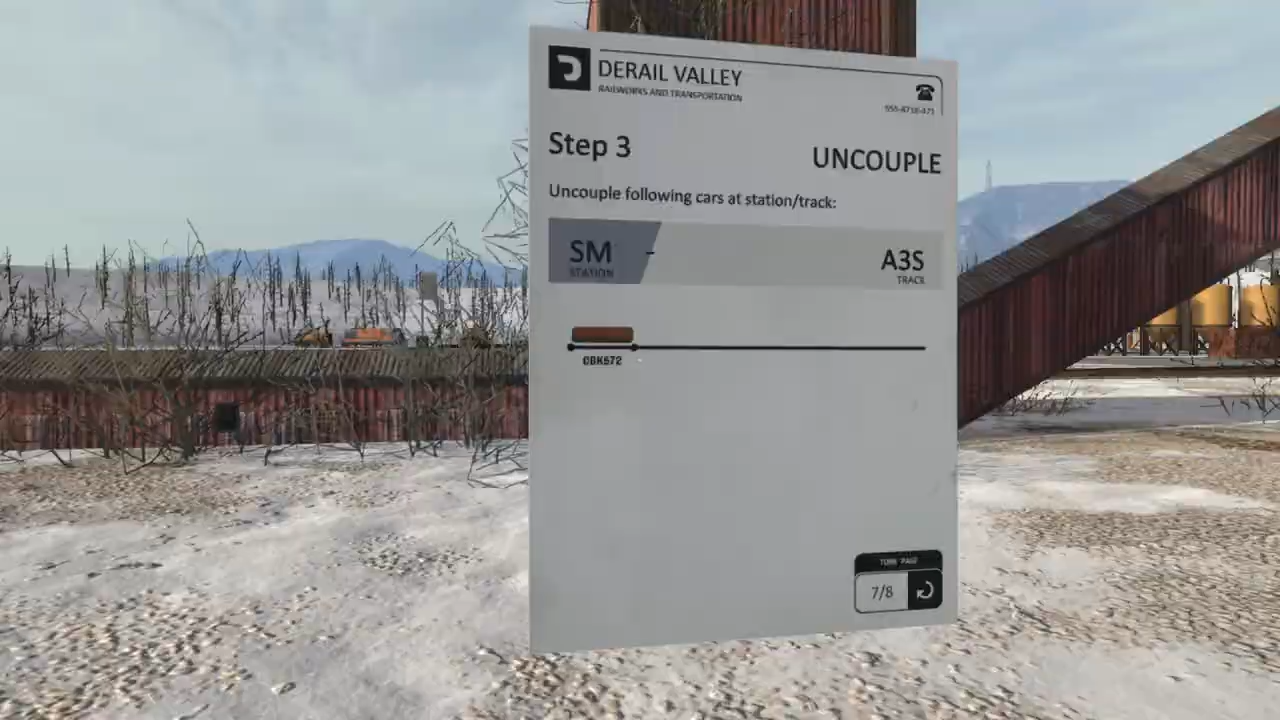 DERAIL VALLEY
RAILWORKS AND TRANSPORTATION
Step 3
UNCOUPLE
Uncouple following cars at station/track:
SM - A3S
STATION TRACK
CBK572
TURN PAGE
7/8